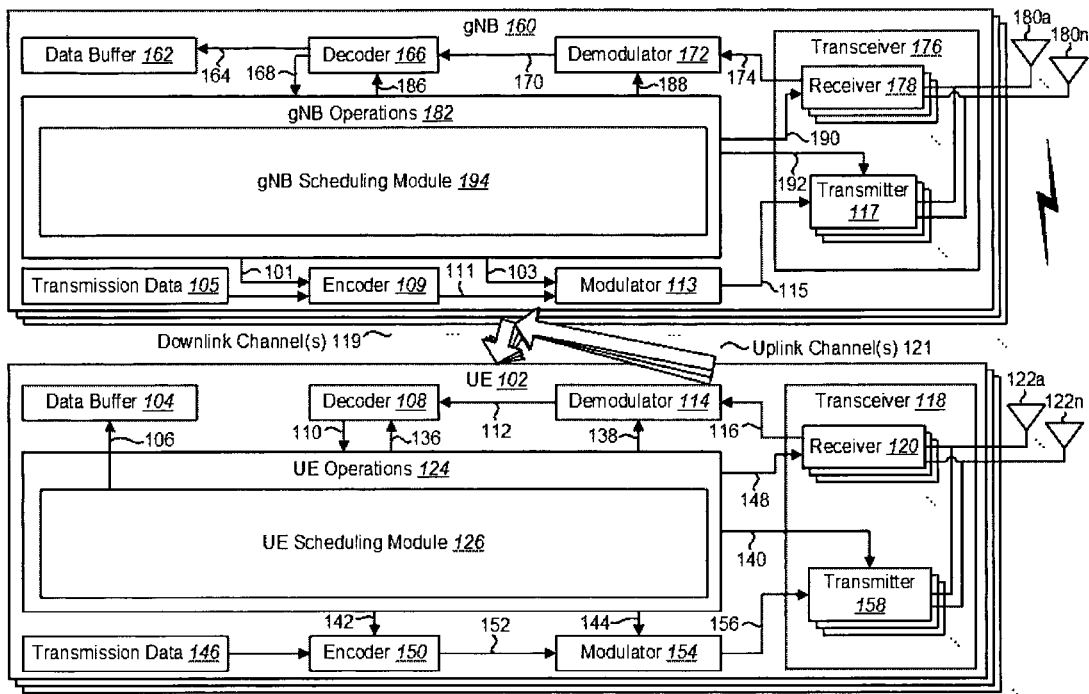 gNB 160
180a
180n
Data Buffer 162
164
168
Decoder 166
186
170
Demodulator 172
188
174
Transceiver 176
Receiver 178
gNB Operations 182
190
192
gNB Scheduling Module 194
Transmitter
117
101
103
Transmission Data 105
Encoder 109
111
Modulator 113
115
Downlink Channel(s) 119
...
...
Uplink Channel(s) 121
UE 102
122a
122n
Data Buffer 104
106
Decoder 108
110
136
112
Demodulator 114
138
116
Transceiver 118
Receiver 120
UE Operations 124
148
UE Scheduling Module 126
140
Transmitter
158
142
144
156
Transmission Data 146
Encoder 150
152
Modulator 154